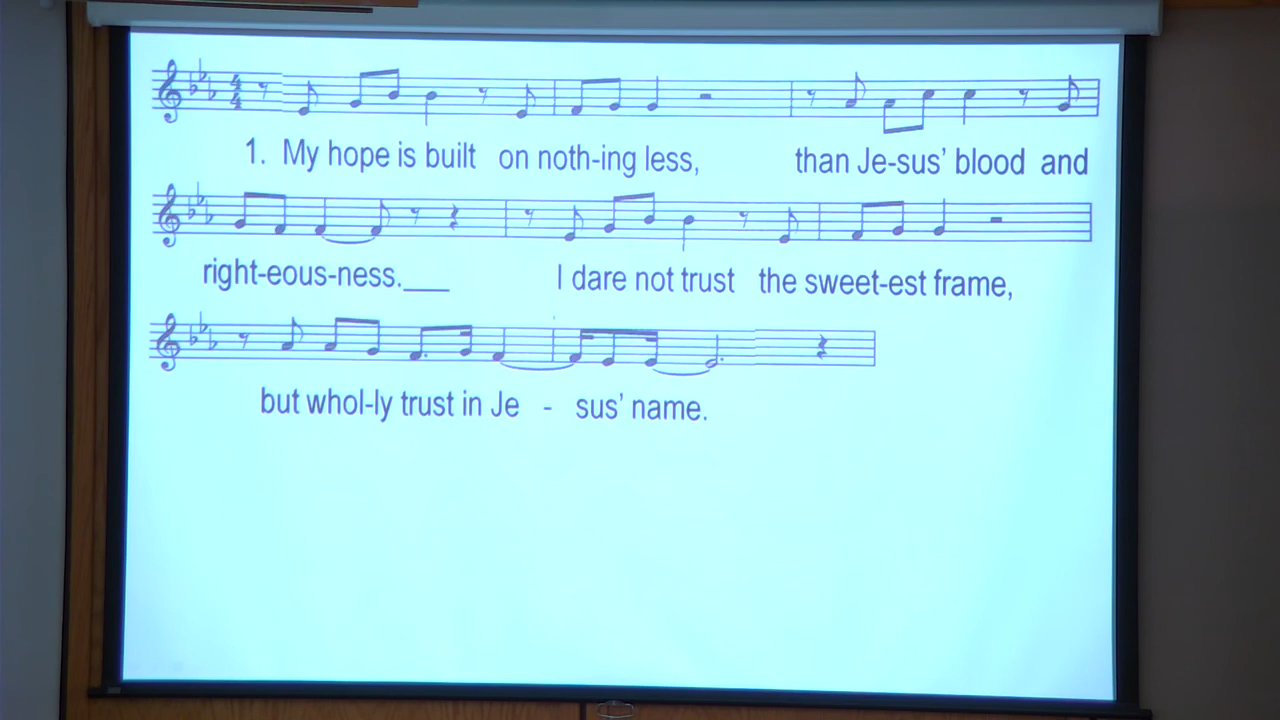 1. My hope is built on noth-ing less, than Je-sus’ blood and
right-eous-ness.___ I dare not trust the sweet-est frame,
but whol-ly trust in Je - sus’ name.